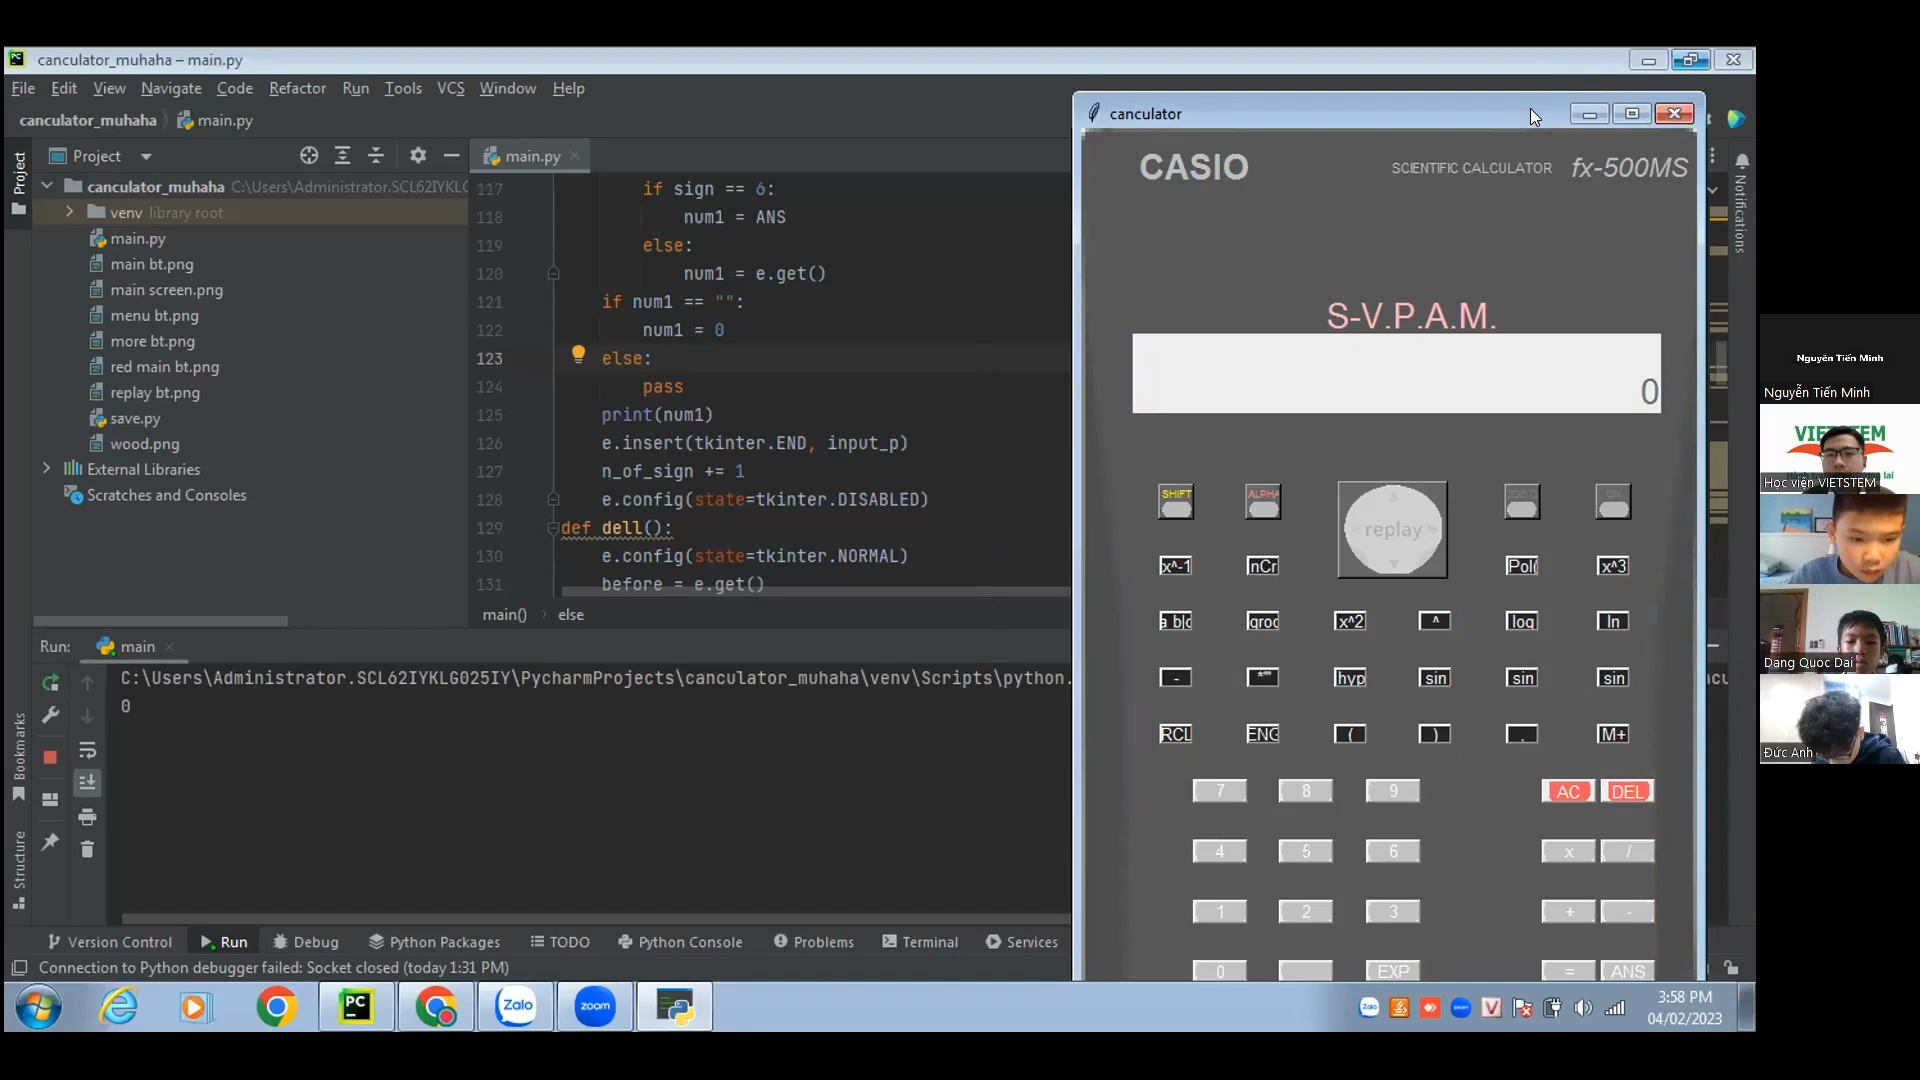 canculator_muhaha – main.py
File Edit View Navigate Code Refactor Run Tools VCS Window Help
canculator_muhaha main.py
Project
Project
main.py
canculator_muhaha C:\Users\Administrator.SCL62IYKLG
venv library root
main.py
main bt.png
main screen.png
menu bt.png
more bt.png
red main bt.png
replay bt.png
save.py
wood.png
External Libraries
Scratches and Consoles
117 if sign == 6:
118 num1 = ANS
119 else:
120 num1 = e.get()
121 if num1 == "":
122 num1 = 0
123 else:
124 pass
125 print(num1)
126 e.insert(tkinter.END, input_p)
127 n_of_sign += 1
128 e.config(state=tkinter.DISABLED)
129 def dell():
130 e.config(state=tkinter.NORMAL)
131 before = e.get()
main() else
Run: main
C:\Users\Administrator.SCL62IYKLG025IY\PycharmProjects\canculator_muhaha\venv\Scripts\python.
0
Bookmarks
Structure
Notifications
Version Control Run Debug Python Packages TODO Python Console Problems Terminal Services
Connection to Python debugger failed: Socket closed (today 1:31 PM)
canculator
CASIO SCIENTIFIC CALCULATOR fx-500MS
S-V.P.A.M.
0
SHIFT ALPHA replay
x^-1 nCr Pol( x^3
x^2 ^ log ln
- hyp sin sin sin
RCL ENG ( ) , M+
7 8 9 AC DEL
4 5 6 x /
1 2 3 + -
0 EXP = ANS
Nguyễn Tiến Minh
Nguyễn Tiến Minh
VIETSTEM
Học viện VIETSTEM
Dang Quoc Dai
Đức Anh
PC
Zalo
zoom
3:58 PM
04/02/2023